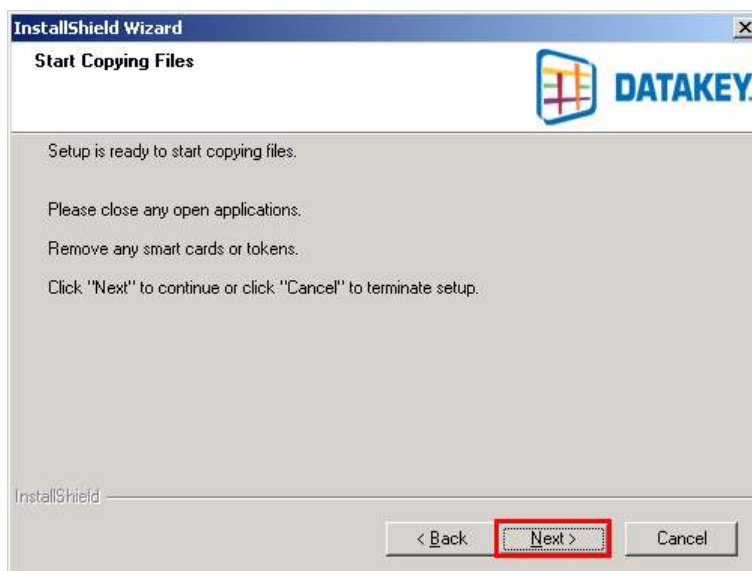 InstallShield Wizard
Start Copying Files
DATAKEY.
Setup is ready to start copying files.
Please close any open applications.
Remove any smart cards or tokens.
Click "Next" to continue or click "Cancel" to terminate setup.
InstallShield
< Back Next > Cancel